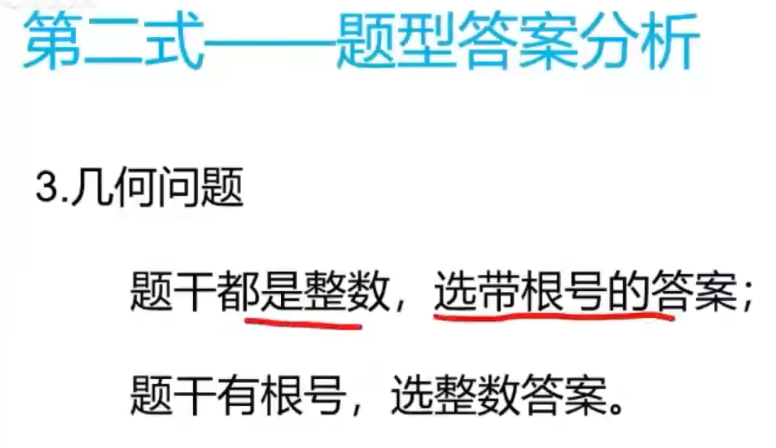 第二式——题型答案分析
3.几何问题
题干都是整数，选带根号的答案；
题干有根号，选整数答案。